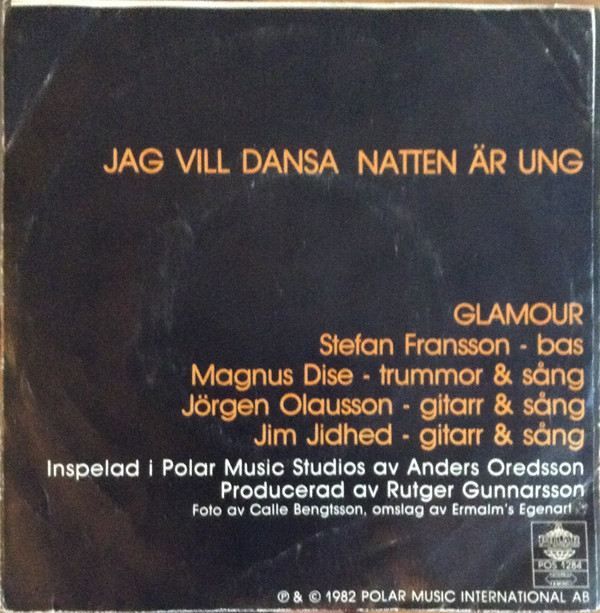 JAG VILL DANSA NATTEN ÄR UNG
GLAMOUR
Stefan Fransson - bas
Magnus Dise - trummor & sång
Jörgen Olausson - gitarr & sång
Jim Jidhed - gitarr & sång
Inspelad i Polar Music Studios av Anders Oredsson
Producerad av Rutger Gunnarsson
Foto av Calle Bengtsson, omslag av Ermalm's Egenart
POLAR
POS 1284
℗ & © 1982 POLAR MUSIC INTERNATIONAL AB